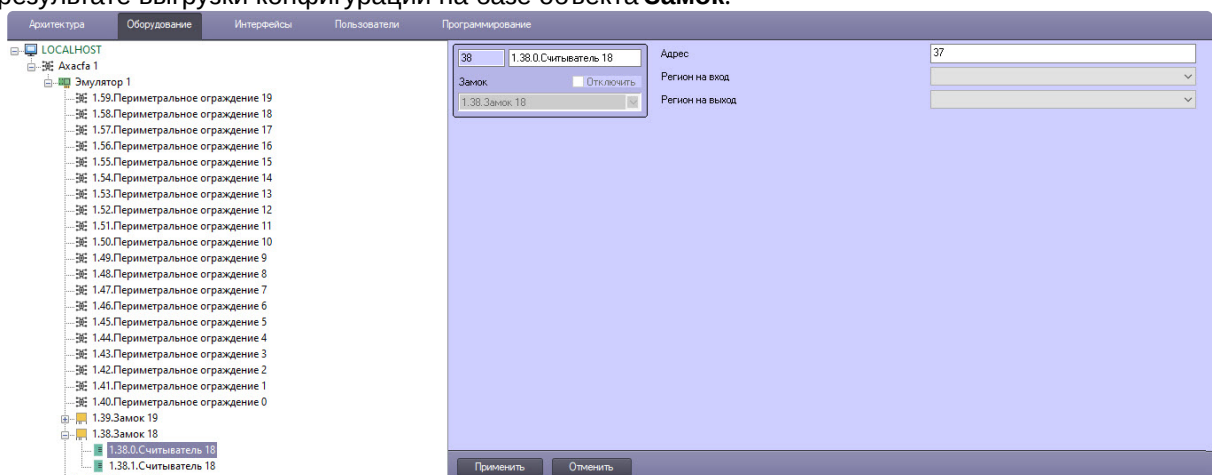 результате выгрузки конфигурации на базе объекта Замок.
Архитектура Оборудование Интерфейсы Пользователи Программирование
LOCALHOST
Axacfa 1
Эмулятор 1
1.59.Периметральное ограждение 19
1.58.Периметральное ограждение 18
1.57.Периметральное ограждение 17
1.56.Периметральное ограждение 16
1.55.Периметральное ограждение 15
1.54.Периметральное ограждение 14
1.53.Периметральное ограждение 13
1.52.Периметральное ограждение 12
1.51.Периметральное ограждение 11
1.50.Периметральное ограждение 10
1.49.Периметральное ограждение 9
1.48.Периметральное ограждение 8
1.47.Периметральное ограждение 7
1.46.Периметральное ограждение 6
1.45.Периметральное ограждение 5
1.44.Периметральное ограждение 4
1.43.Периметральное ограждение 3
1.42.Периметральное ограждение 2
1.41.Периметральное ограждение 1
1.40.Периметральное ограждение 0
1.39.Замок 19
1.38.Замок 18
1.38.0.Считыватель 18
1.38.1.Считыватель 18
38 1.38.0.Считыватель 18
Замок Отключить
1.38.Замок 18
Адрес 37
Регион на вход
Регион на выход
Применить Отменить